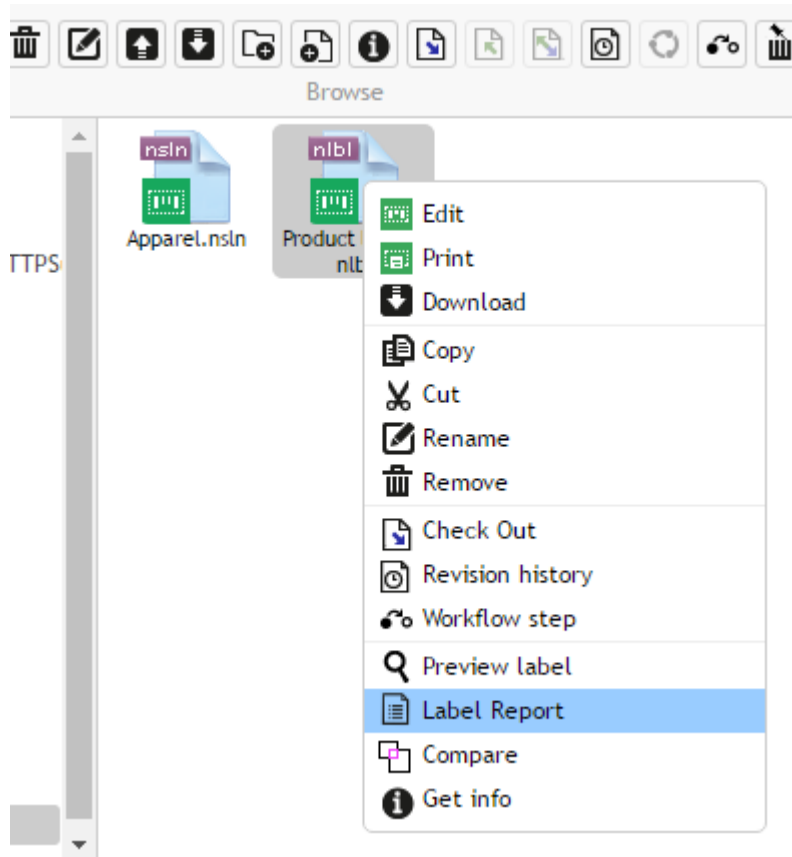 Browse
nsln
nlbl
Apparel.nsln
Product
TTPS
Edit
Print
Download
Copy
Cut
Rename
Remove
Check Out
Revision history
Workflow step
Preview label
Label Report
Compare
Get info